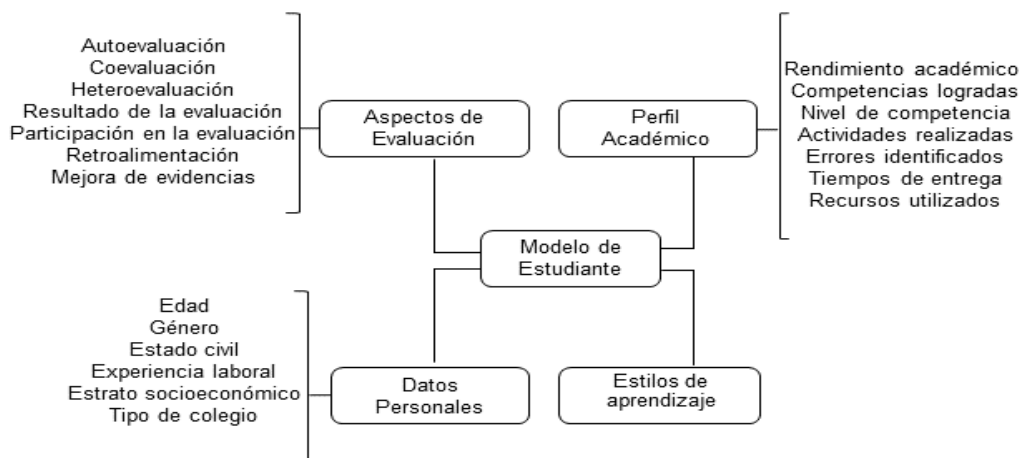 Autoevaluación
Coevaluación
Heteroevaluación
Resultado de la evaluación
Participación en la evaluación
Retroalimentación
Mejora de evidencias
Aspectos de
Evaluación
Perfil
Académico
Rendimiento académico
Competencias logradas
Nivel de competencia
Actividades realizadas
Errores identificados
Tiempos de entrega
Recursos utilizados
Modelo de
Estudiante
Edad
Género
Estado civil
Experiencia laboral
Estrato socioeconómico
Tipo de colegio
Datos
Personales
Estilos de
aprendizaje